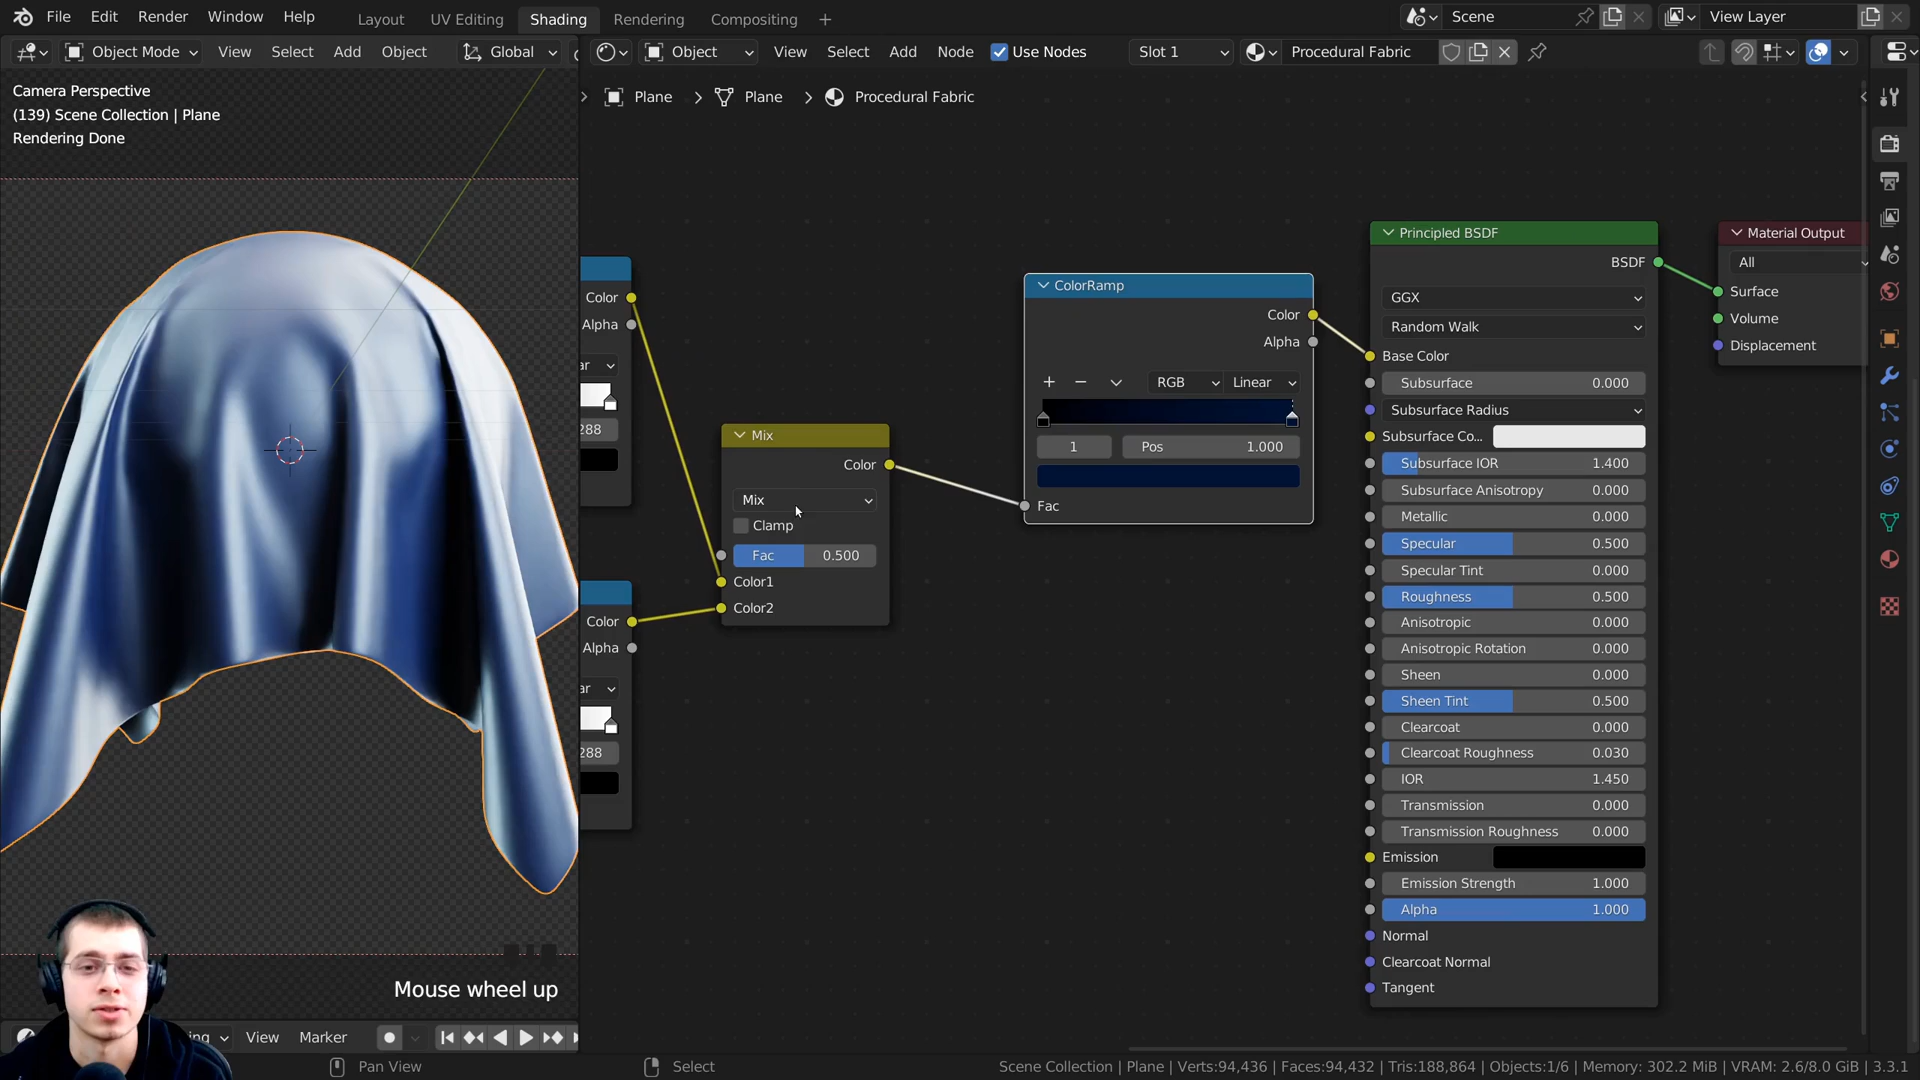 File Edit Render Window Help Layout UV Editing Shading Rendering Compositing + Scene View Layer
Object Mode View Select Add Object Global Object View Select Add Node Use Nodes Slot 1 Procedural Fabric
Camera Perspective
(139) Scene Collection | Plane
Rendering Done
Plane > Plane > Procedural Fabric
Color
Alpha
288
Color
Alpha
288
Mix
Color
Mix
Clamp
Fac 0.500
Color1
Color2
ColorRamp
Color
Alpha
RGB Linear
1 Pos 1.000
Fac
Principled BSDF
BSDF
GGX
Random Walk
Base Color
Subsurface 0.000
Subsurface Radius
Subsurface Co...
Subsurface IOR 1.400
Subsurface Anisotropy 0.000
Metallic 0.000
Specular 0.500
Specular Tint 0.000
Roughness 0.500
Anisotropic 0.000
Anisotropic Rotation 0.000
Sheen 0.000
Sheen Tint 0.500
Clearcoat 0.000
Clearcoat Roughness 0.030
IOR 1.450
Transmission 0.000
Transmission Roughness 0.000
Emission
Emission Strength 1.000
Alpha 1.000
Normal
Clearcoat Normal
Tangent
Material Output
All
Surface
Volume
Displacement
Mouse wheel up
View Marker
Pan View Select Scene Collection | Plane | Verts:94,436 | Faces:94,432 | Tris:188,864 | Objects:1/6 | Memory: 302.2 MiB | VRAM: 2.6/8.0 GiB | 3.3.1